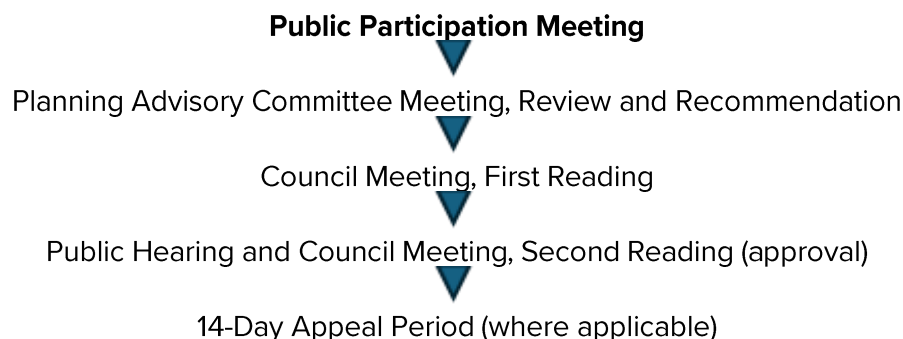 Public Participation Meeting
Planning Advisory Committee Meeting, Review and Recommendation
Council Meeting, First Reading
Public Hearing and Council Meeting, Second Reading (approval)
14-Day Appeal Period (where applicable)